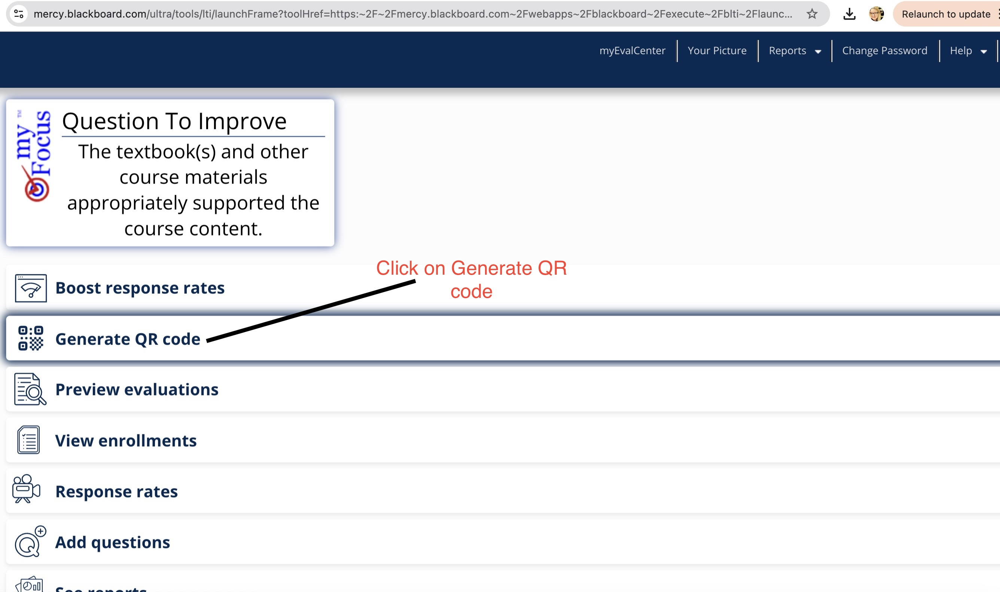 mercy.blackboard.com/ultra/tools/lti/launchFrame?toolHref=https:~2F~2Fmercy.blackboard.com~2Fwebapps~2Fblackboard~2Fexecute~2Fblti~2Flaunc...
Relaunch to update
myEvalCenter
Your Picture
Reports
Change Password
Help
my
Focus
TM
Question To Improve
The textbook(s) and other
course materials
appropriately supported the
course content.
Click on Generate QR
code
Boost response rates
Generate QR code
Preview evaluations
View enrollments
Response rates
Add questions
See reports